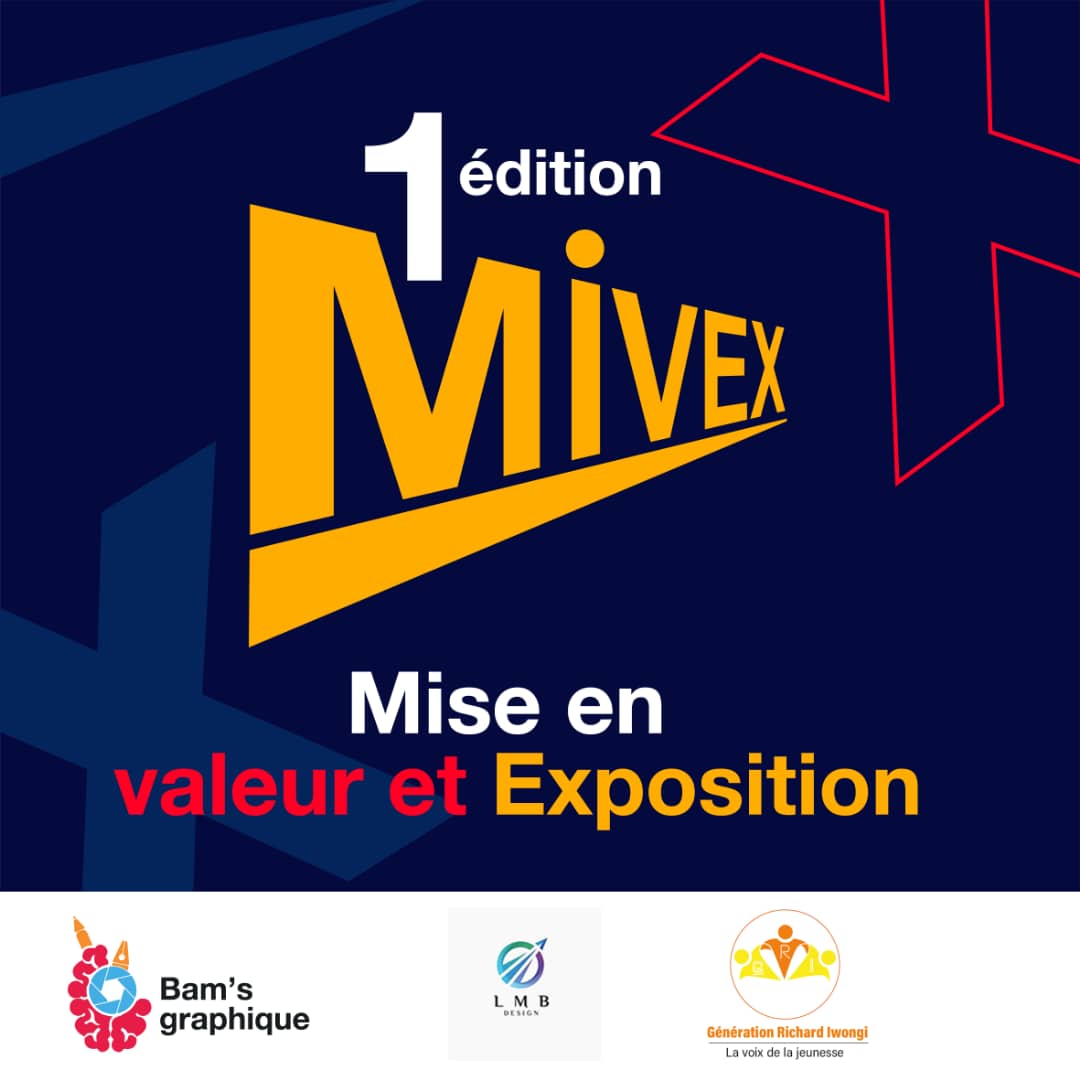 1 édition
MiVEX
Mise en
valeur et Exposition
Bam's
graphique
LMB
DESIGN
G R I
Génération Richard Iwongi
La voix de la jeunesse